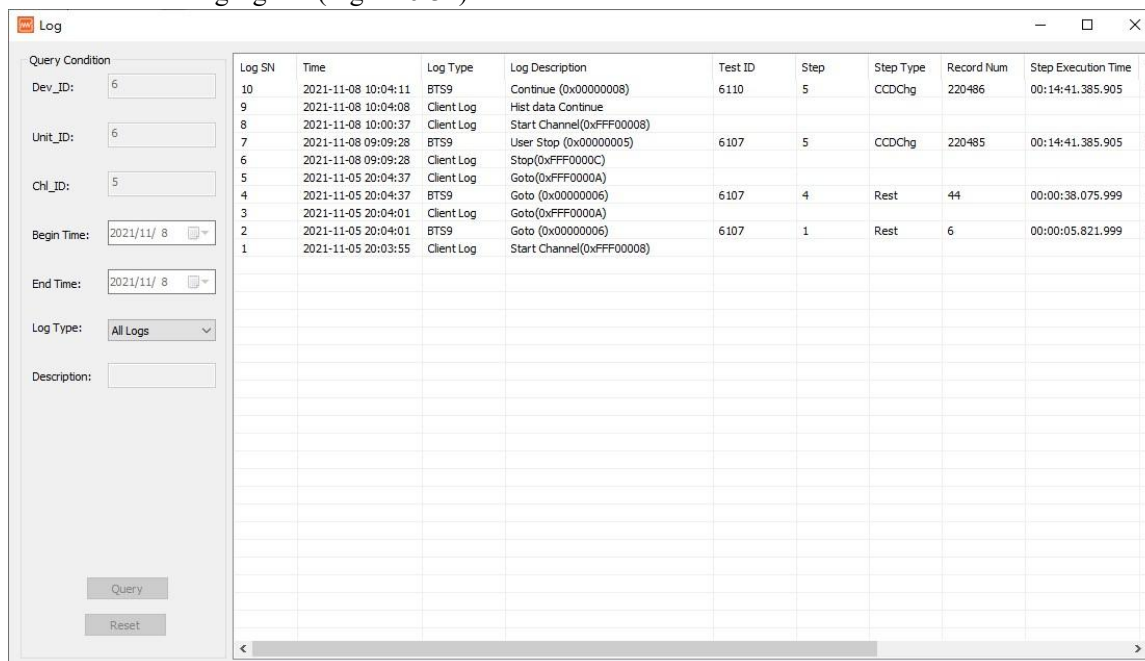 Log
Query Condition
Dev_ID: 6
Unit_ID: 6
Chl_ID: 5
Begin Time: 2021/11/ 8
End Time: 2021/11/ 8
Log Type: All Logs
Description:
Query
Reset
Log SN Time Log Type Log Description Test ID Step Step Type Record Num Step Execution Time
10 2021-11-08 10:04:11 BTS9 Continue (0x00000008) 6110 5 CCDChg 220486 00:14:41.385.905
9 2021-11-08 10:04:08 Client Log Hist data Continue
8 2021-11-08 10:00:37 Client Log Start Channel(0xFFF00008)
7 2021-11-08 09:09:28 BTS9 User Stop (0x00000005) 6107 5 CCDChg 220485 00:14:41.385.905
6 2021-11-08 09:09:28 Client Log Stop(0xFFF0000C)
5 2021-11-05 20:04:37 Client Log Goto(0xFFF0000A)
4 2021-11-05 20:04:37 BTS9 Goto (0x00000006) 6107 4 Rest 44 00:00:38.075.999
3 2021-11-05 20:04:01 Client Log Goto(0xFFF0000A)
2 2021-11-05 20:04:01 BTS9 Goto (0x00000006) 6107 1 Rest 6 00:00:05.821.999
1 2021-11-05 20:03:55 Client Log Start Channel(0xFFF00008)